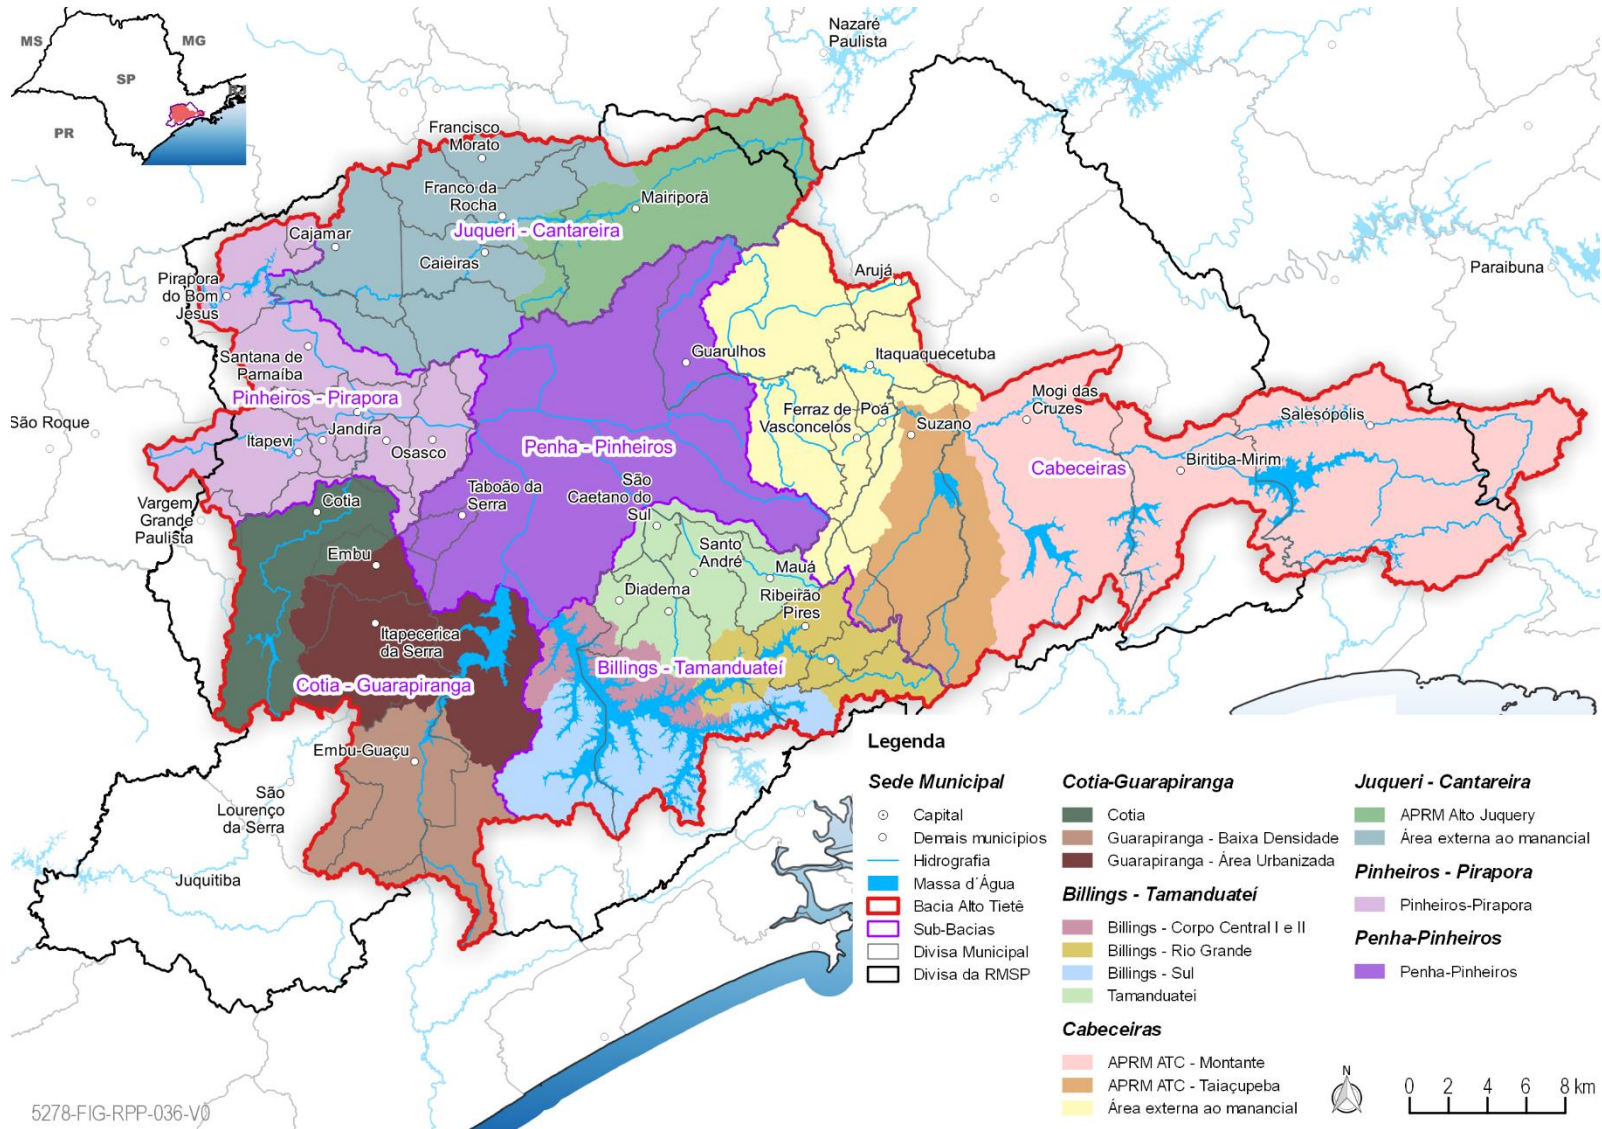 MS
MG
SP
RJ
PR
Nazaré
Paulista
Francisco
Morato
Franco da
Rocha
Mairiporã
Juqueri - Cantareira
Cajamar
Caieiras
Pirapora
do Bom
Jesus
Arujá
Paraibuna
Santana de
Parnaíba
Guarulhos
Itaquaquecetuba
Pinheiros - Pirapora
Mogi das
Cruzes
Salesópolis
São Roque
Jandira
Itapevi
Osasco
Ferraz de
Vasconcelos
Poá
Suzano
Penha - Pinheiros
Cabeceiras
Biritiba-Mirim
Vargem
Grande
Paulista
Cotia
Taboão da
Serra
São
Caetano do
Sul
Embu
Santo
André
Mauá
Diadema
Ribeirão
Pires
Itapecerica
da Serra
Billings - Tamanduateí
Cotia - Guarapiranga
Embu-Guaçu
São
Lourenço
da Serra
Juquitiba
Legenda
Sede Municipal
Capital
Demais municípios
Hidrografia
Massa d´Água
Bacia Alto Tietê
Sub-Bacias
Divisa Municipal
Divisa da RMSP
Cotia-Guarapiranga
Cotia
Guarapiranga - Baixa Densidade
Guarapiranga - Área Urbanizada
Billings - Tamanduateí
Billings - Corpo Central I e II
Billings - Rio Grande
Billings - Sul
Tamanduatei
Cabeceiras
APRM ATC - Montante
APRM ATC - Taiaçupeba
Área externa ao manancial
Juqueri - Cantareira
APRM Alto Juquery
Área externa ao manancial
Pinheiros - Pirapora
Pinheiros-Pirapora
Penha-Pinheiros
Penha-Pinheiros
N
0 2 4 6 8 km
5278-FIG-RPP-036-V0